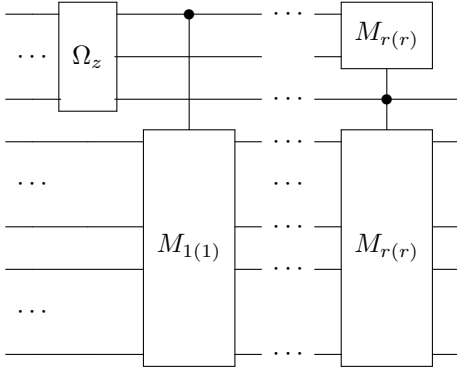 ⋯ M_{r(r)}
⋯ Ω_z
⋯
⋯
⋯ ⋯
M_{1(1)} ⋯ M_{r(r)}
⋯
⋯
⋯